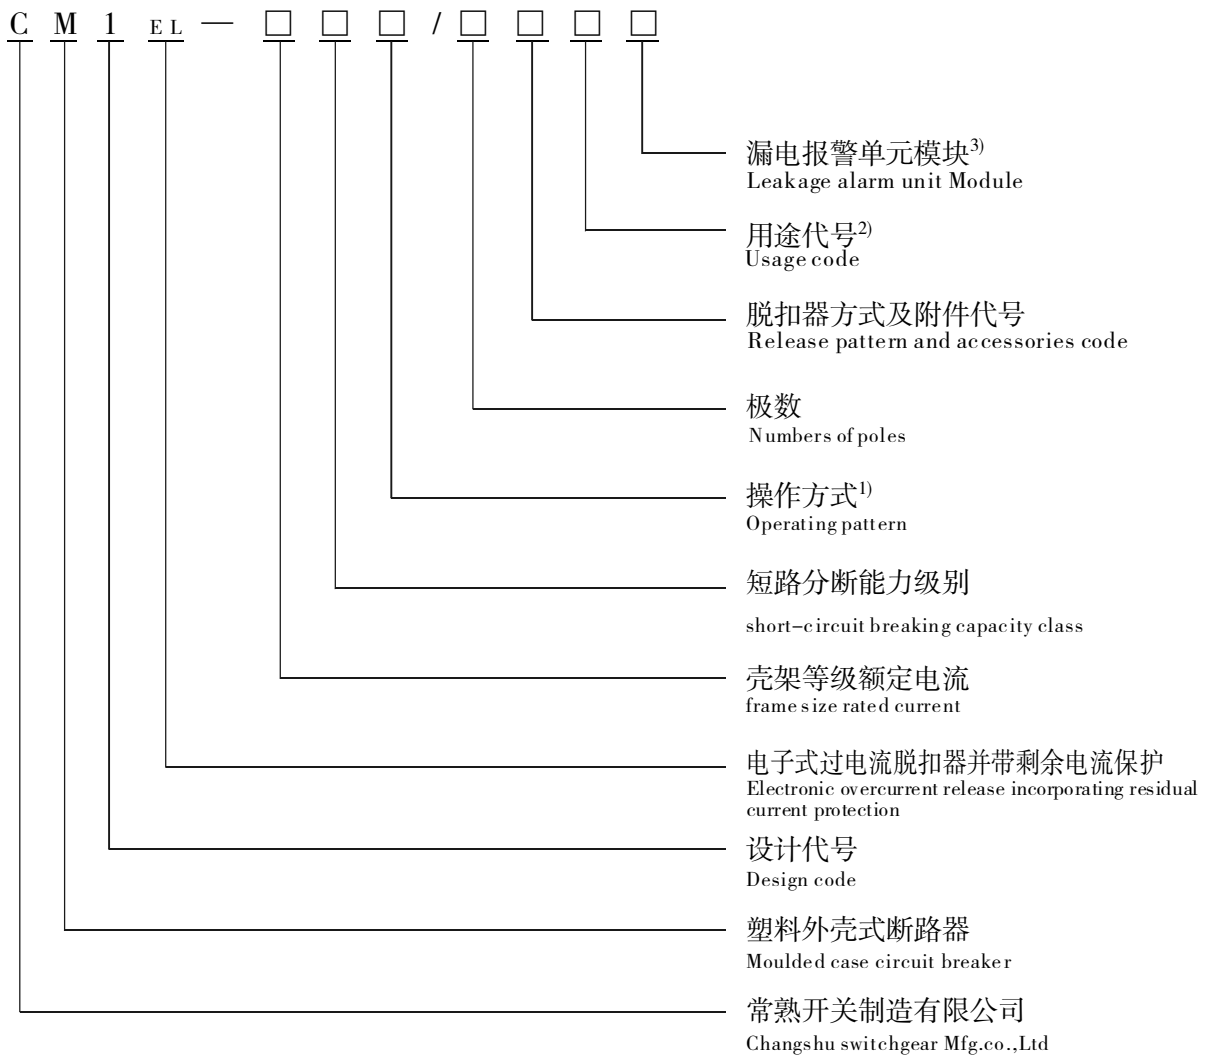 C M 1 EL — □ □ □ / □ □ □ □
漏电报警单元模块3)
Leakage alarm unit Module
用途代号2)
Usage code
脱扣器方式及附件代号
Release pattern and accessories code
极数
Numbers of poles
操作方式1)
Operating pattern
短路分断能力级别
short-circuit breaking capacity class
壳架等级额定电流
frame size rated current
电子式过电流脱扣器并带剩余电流保护
Electronic overcurrent release incorporating residual
current protection
设计代号
Design code
塑料外壳式断路器
Moulded case circuit breaker
常熟开关制造有限公司
Changshu switchgear Mfg.co.,Ltd